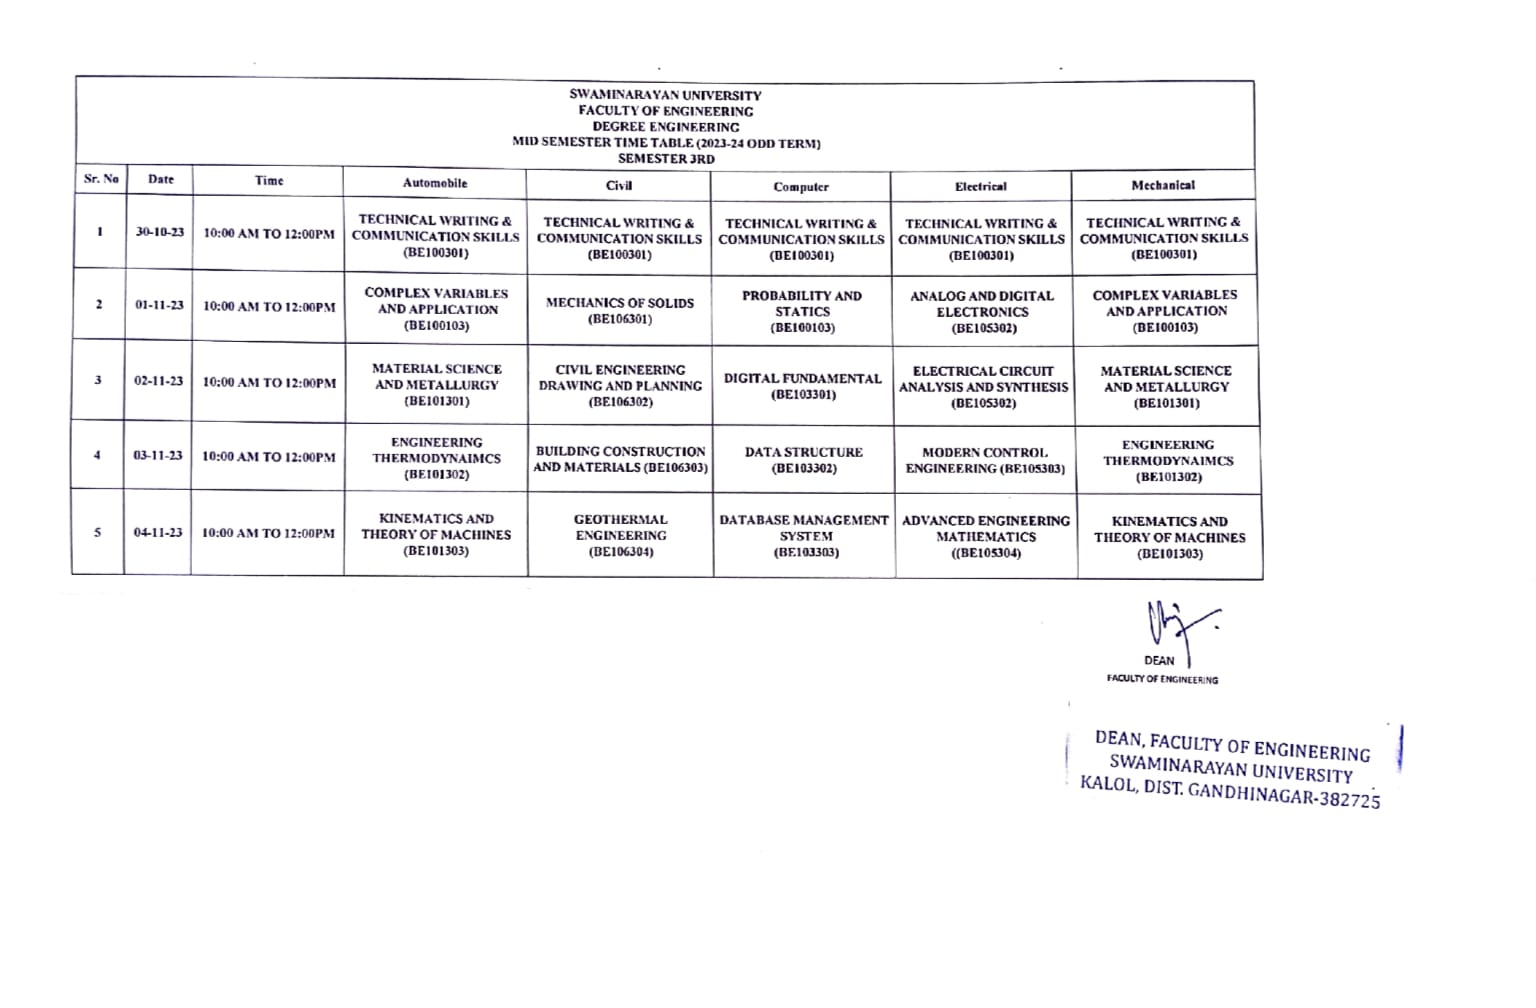 SWAMINARAYAN UNIVERSITY
FACULTY OF ENGINEERING
DEGREE ENGINEERING
MID SEMESTER TIME TABLE (2023-24 ODD TERM)
SEMESTER 3RD
Sr. No Date Time Automobile Civil Computer Electrical Mechanical
1 30-10-23 10:00 AM TO 12:00PM
TECHNICAL WRITING &
COMMUNICATION SKILLS
(BE100301)
TECHNICAL WRITING &
COMMUNICATION SKILLS
(BE100301)
TECHNICAL WRITING &
COMMUNICATION SKILLS
(BE100301)
TECHNICAL WRITING &
COMMUNICATION SKILLS
(BE100301)
TECHNICAL WRITING &
COMMUNICATION SKILLS
(BE100301)
2 01-11-23 10:00 AM TO 12:00PM
COMPLEX VARIABLES
AND APPLICATION
(BE100103)
MECHANICS OF SOLIDS
(BE106301)
PROBABILITY AND
STATICS
(BE100103)
ANALOG AND DIGITAL
ELECTRONICS
(BE105302)
COMPLEX VARIABLES
AND APPLICATION
(BE100103)
3 02-11-23 10:00 AM TO 12:00PM
MATERIAL SCIENCE
AND METALLURGY
(BE101301)
CIVIL ENGINEERING
DRAWING AND PLANNING
(BE106302)
DIGITAL FUNDAMENTAL
(BE103301)
ELECTRICAL CIRCUIT
ANALYSIS AND SYNTHESIS
(BE105302)
MATERIAL SCIENCE
AND METALLURGY
(BE101301)
4 03-11-23 10:00 AM TO 12:00PM
ENGINEERING
THERMODYNAIMCS
(BE101302)
BUILDING CONSTRUCTION
AND MATERIALS (BE106303)
DATA STRUCTURE
(BE103302)
MODERN CONTROL
ENGINEERING (BE105303)
ENGINEERING
THERMODYNAIMCS
(BE101302)
5 04-11-23 10:00 AM TO 12:00PM
KINEMATICS AND
THEORY OF MACHINES
(BE101303)
GEOTHERMAL
ENGINEERING
(BE106304)
DATABASE MANAGEMENT
SYSTEM
(BE103303)
ADVANCED ENGINEERING
MATHEMATICS
((BE105304)
KINEMATICS AND
THEORY OF MACHINES
(BE101303)
DEAN
FACULTY OF ENGINEERING
DEAN, FACULTY OF ENGINEERING
SWAMINARAYAN UNIVERSITY
KALOL, DIST. GANDHINAGAR-382725